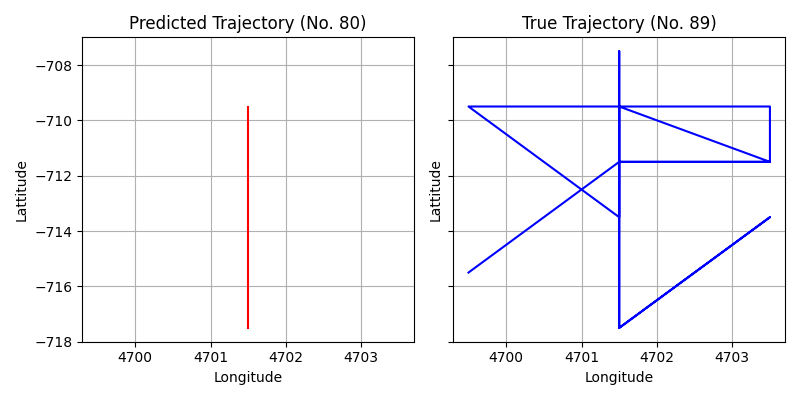 Predicted Trajectory (No. 80)
True Trajectory (No. 89)
−708
−710
−712
−714
−716
−718
Lattitude
Lattitude
4700 4701 4702 4703
4700 4701 4702 4703
Longitude
Longitude